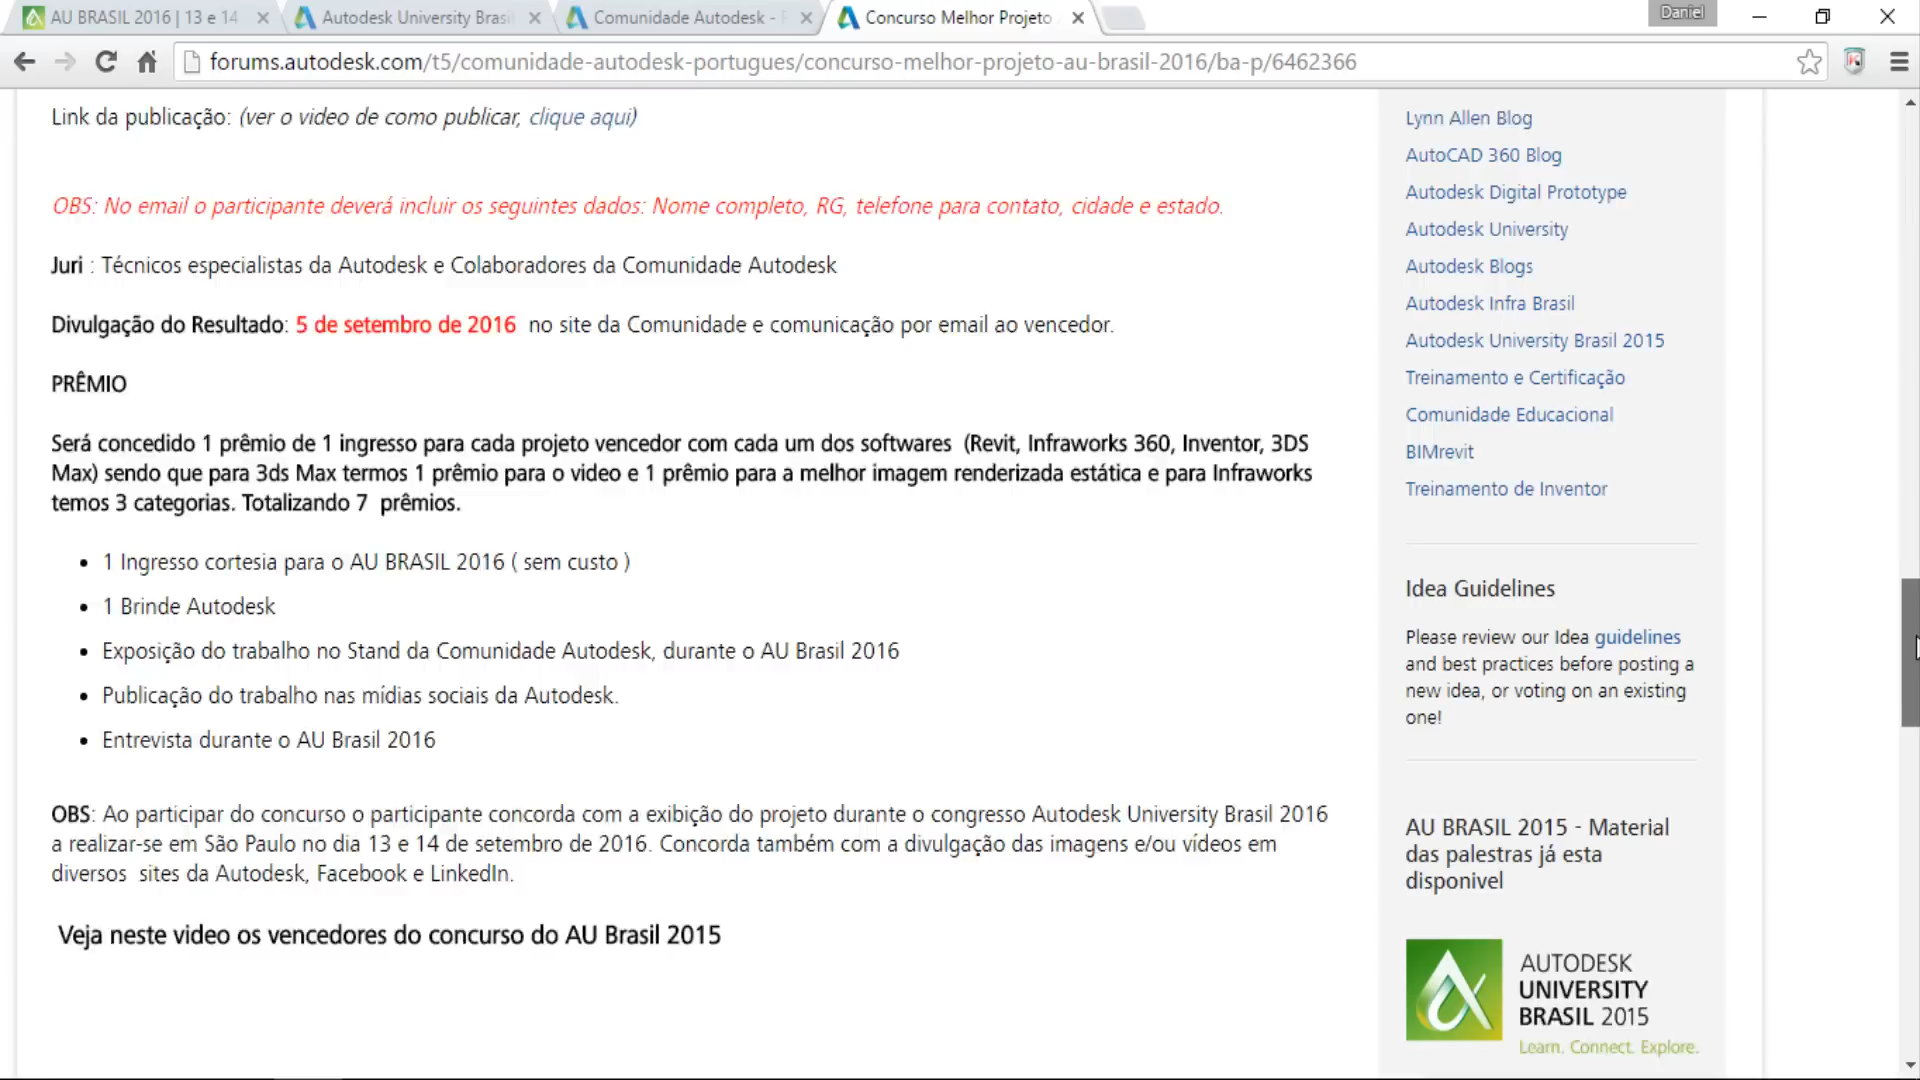 AU BRASIL 2016 | 13 e 14
Autodesk University Brasil
Comunidade Autodesk -
Concurso Melhor Projeto
Daniel
forums.autodesk.com/t5/comunidade-autodesk-portugues/concurso-melhor-projeto-au-brasil-2016/ba-p/6462366
Link da publicação: (ver o video de como publicar, clique aqui)
OBS: No email o participante deverá incluir os seguintes dados: Nome completo, RG, telefone para contato, cidade e estado.
Juri : Técnicos especialistas da Autodesk e Colaboradores da Comunidade Autodesk
Divulgação do Resultado: 5 de setembro de 2016 no site da Comunidade e comunicação por email ao vencedor.
PRÊMIO
Será concedido 1 prêmio de 1 ingresso para cada projeto vencedor com cada um dos softwares (Revit, Infraworks 360, Inventor, 3DS
Max) sendo que para 3ds Max termos 1 prêmio para o video e 1 prêmio para a melhor imagem renderizada estática e para Infraworks
temos 3 categorias. Totalizando 7 prêmios.
• 1 Ingresso cortesia para o AU BRASIL 2016 ( sem custo )
• 1 Brinde Autodesk
• Exposição do trabalho no Stand da Comunidade Autodesk, durante o AU Brasil 2016
• Publicação do trabalho nas mídias sociais da Autodesk.
• Entrevista durante o AU Brasil 2016
OBS: Ao participar do concurso o participante concorda com a exibição do projeto durante o congresso Autodesk University Brasil 2016
a realizar-se em São Paulo no dia 13 e 14 de setembro de 2016. Concorda também com a divulgação das imagens e/ou vídeos em
diversos sites da Autodesk, Facebook e LinkedIn.
Veja neste video os vencedores do concurso do AU Brasil 2015
Lynn Allen Blog
AutoCAD 360 Blog
Autodesk Digital Prototype
Autodesk University
Autodesk Blogs
Autodesk Infra Brasil
Autodesk University Brasil 2015
Treinamento e Certificação
Comunidade Educacional
BIMrevit
Treinamento de Inventor
Idea Guidelines
Please review our Idea guidelines
and best practices before posting a
new idea, or voting on an existing
one!
AU BRASIL 2015 - Material
das palestras já esta
disponivel
AUTODESK
UNIVERSITY
BRASIL 2015
Learn. Connect. Explore.